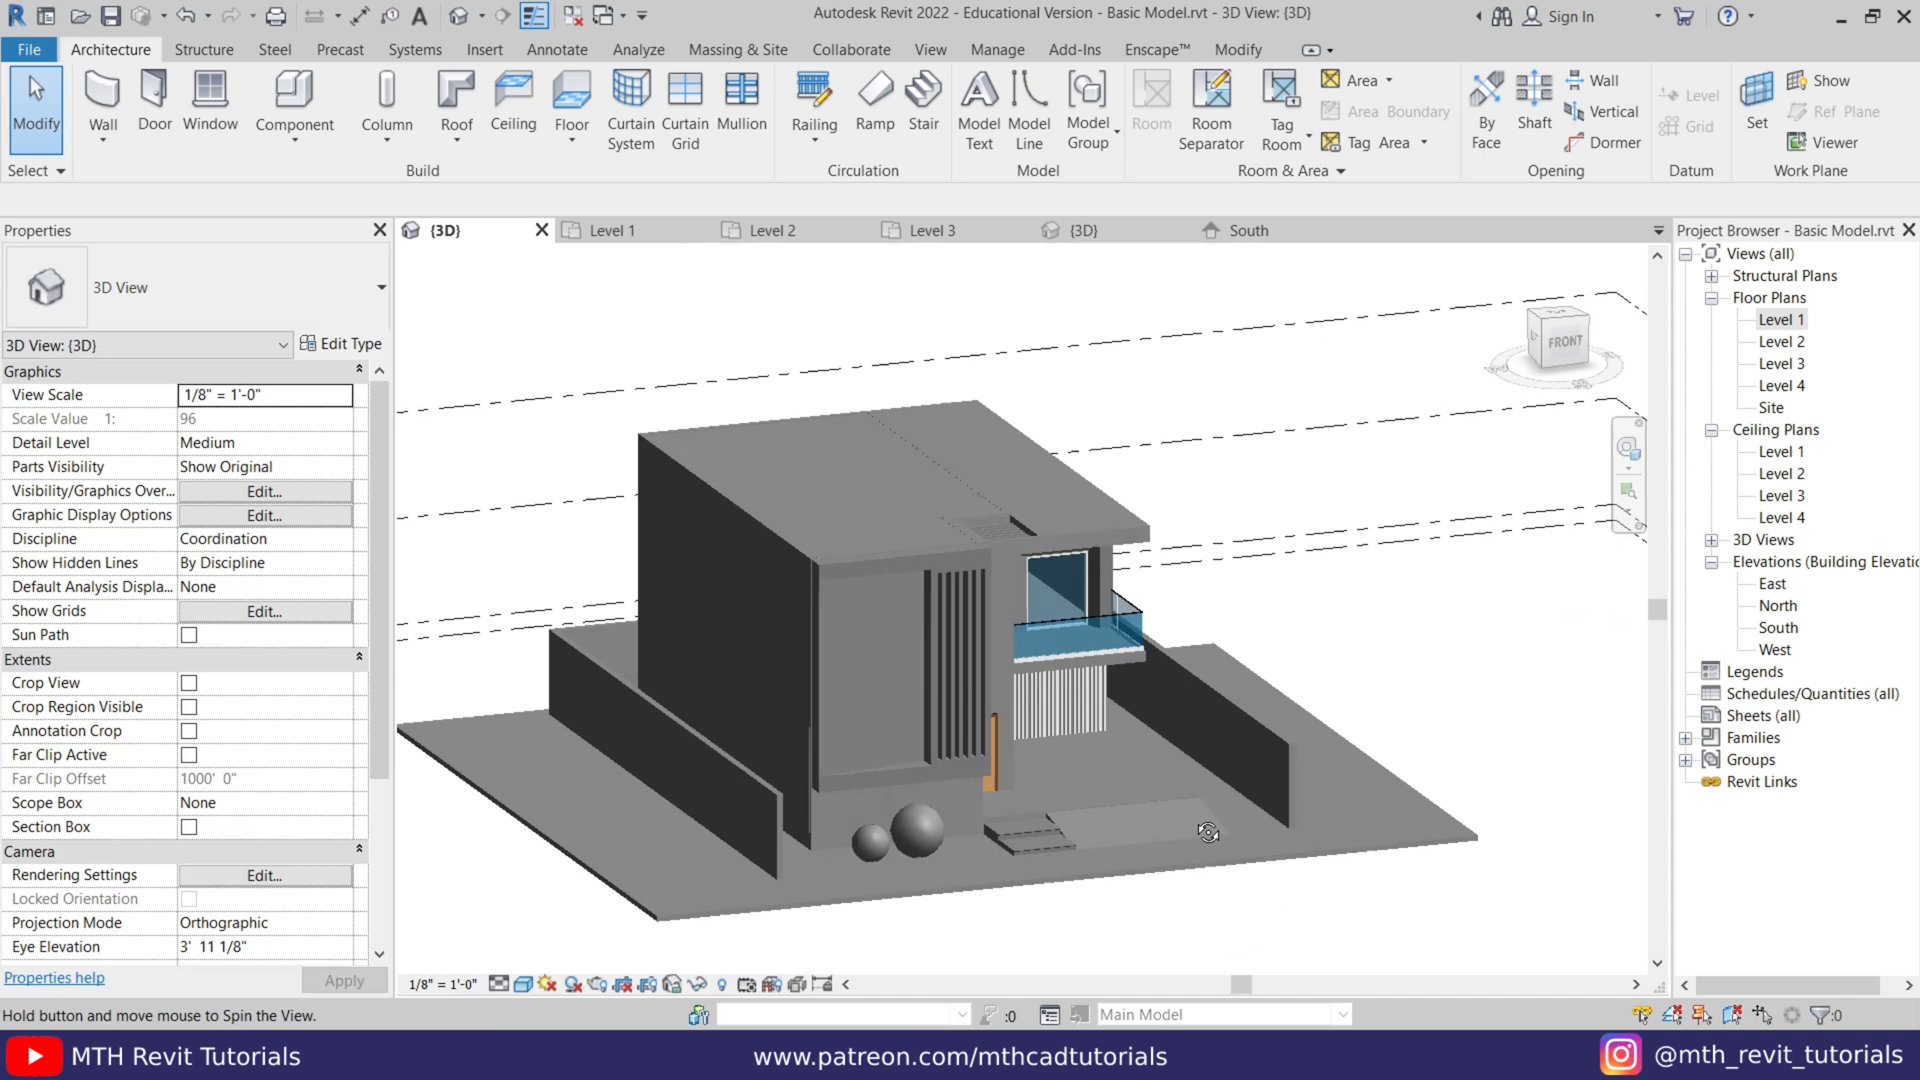 Autodesk Revit 2022 - Educational Version - Basic Model.rvt - 3D View: {3D}
Sign In
File Architecture Structure Steel Precast Systems Insert Annotate Analyze Massing & Site Collaborate View Manage Add-Ins Enscape™ Modify
Modify Wall Door Window Component Column Roof Ceiling Floor Curtain System Curtain Grid Mullion Railing Ramp Stair Model Text Model Line Model Group Room Room Separator Tag Room
Area
Area Boundary
Tag Area
By Face Shaft
Wall
Vertical
Dormer
Level
Grid
Set
Show
Ref Plane
Viewer
Select Build Circulation Model Room & Area Opening Datum Work Plane
Properties
3D View
3D View: {3D} Edit Type
Graphics
View Scale 1/8" = 1'-0"
Scale Value 1: 96
Detail Level Medium
Parts Visibility Show Original
Visibility/Graphics Over... Edit...
Graphic Display Options Edit...
Discipline Coordination
Show Hidden Lines By Discipline
Default Analysis Displa... None
Show Grids Edit...
Sun Path
Extents
Crop View
Crop Region Visible
Annotation Crop
Far Clip Active
Far Clip Offset 1000' 0"
Scope Box None
Section Box
Camera
Rendering Settings Edit...
Locked Orientation
Projection Mode Orthographic
Eye Elevation 3' 11 1/8"
Properties help Apply
{3D} Level 1 Level 2 Level 3 {3D} South
FRONT
1/8" = 1'-0"
Project Browser - Basic Model.rvt
Views (all)
Structural Plans
Floor Plans
Level 1
Level 2
Level 3
Level 4
Site
Ceiling Plans
Level 1
Level 2
Level 3
Level 4
3D Views
Elevations (Building Elevatio
East
North
South
West
Legends
Schedules/Quantities (all)
Sheets (all)
Families
Groups
Revit Links
Hold button and move mouse to Spin the View. :0 Main Model :0
MTH Revit Tutorials www.patreon.com/mthcadtutorials @mth_revit_tutorials